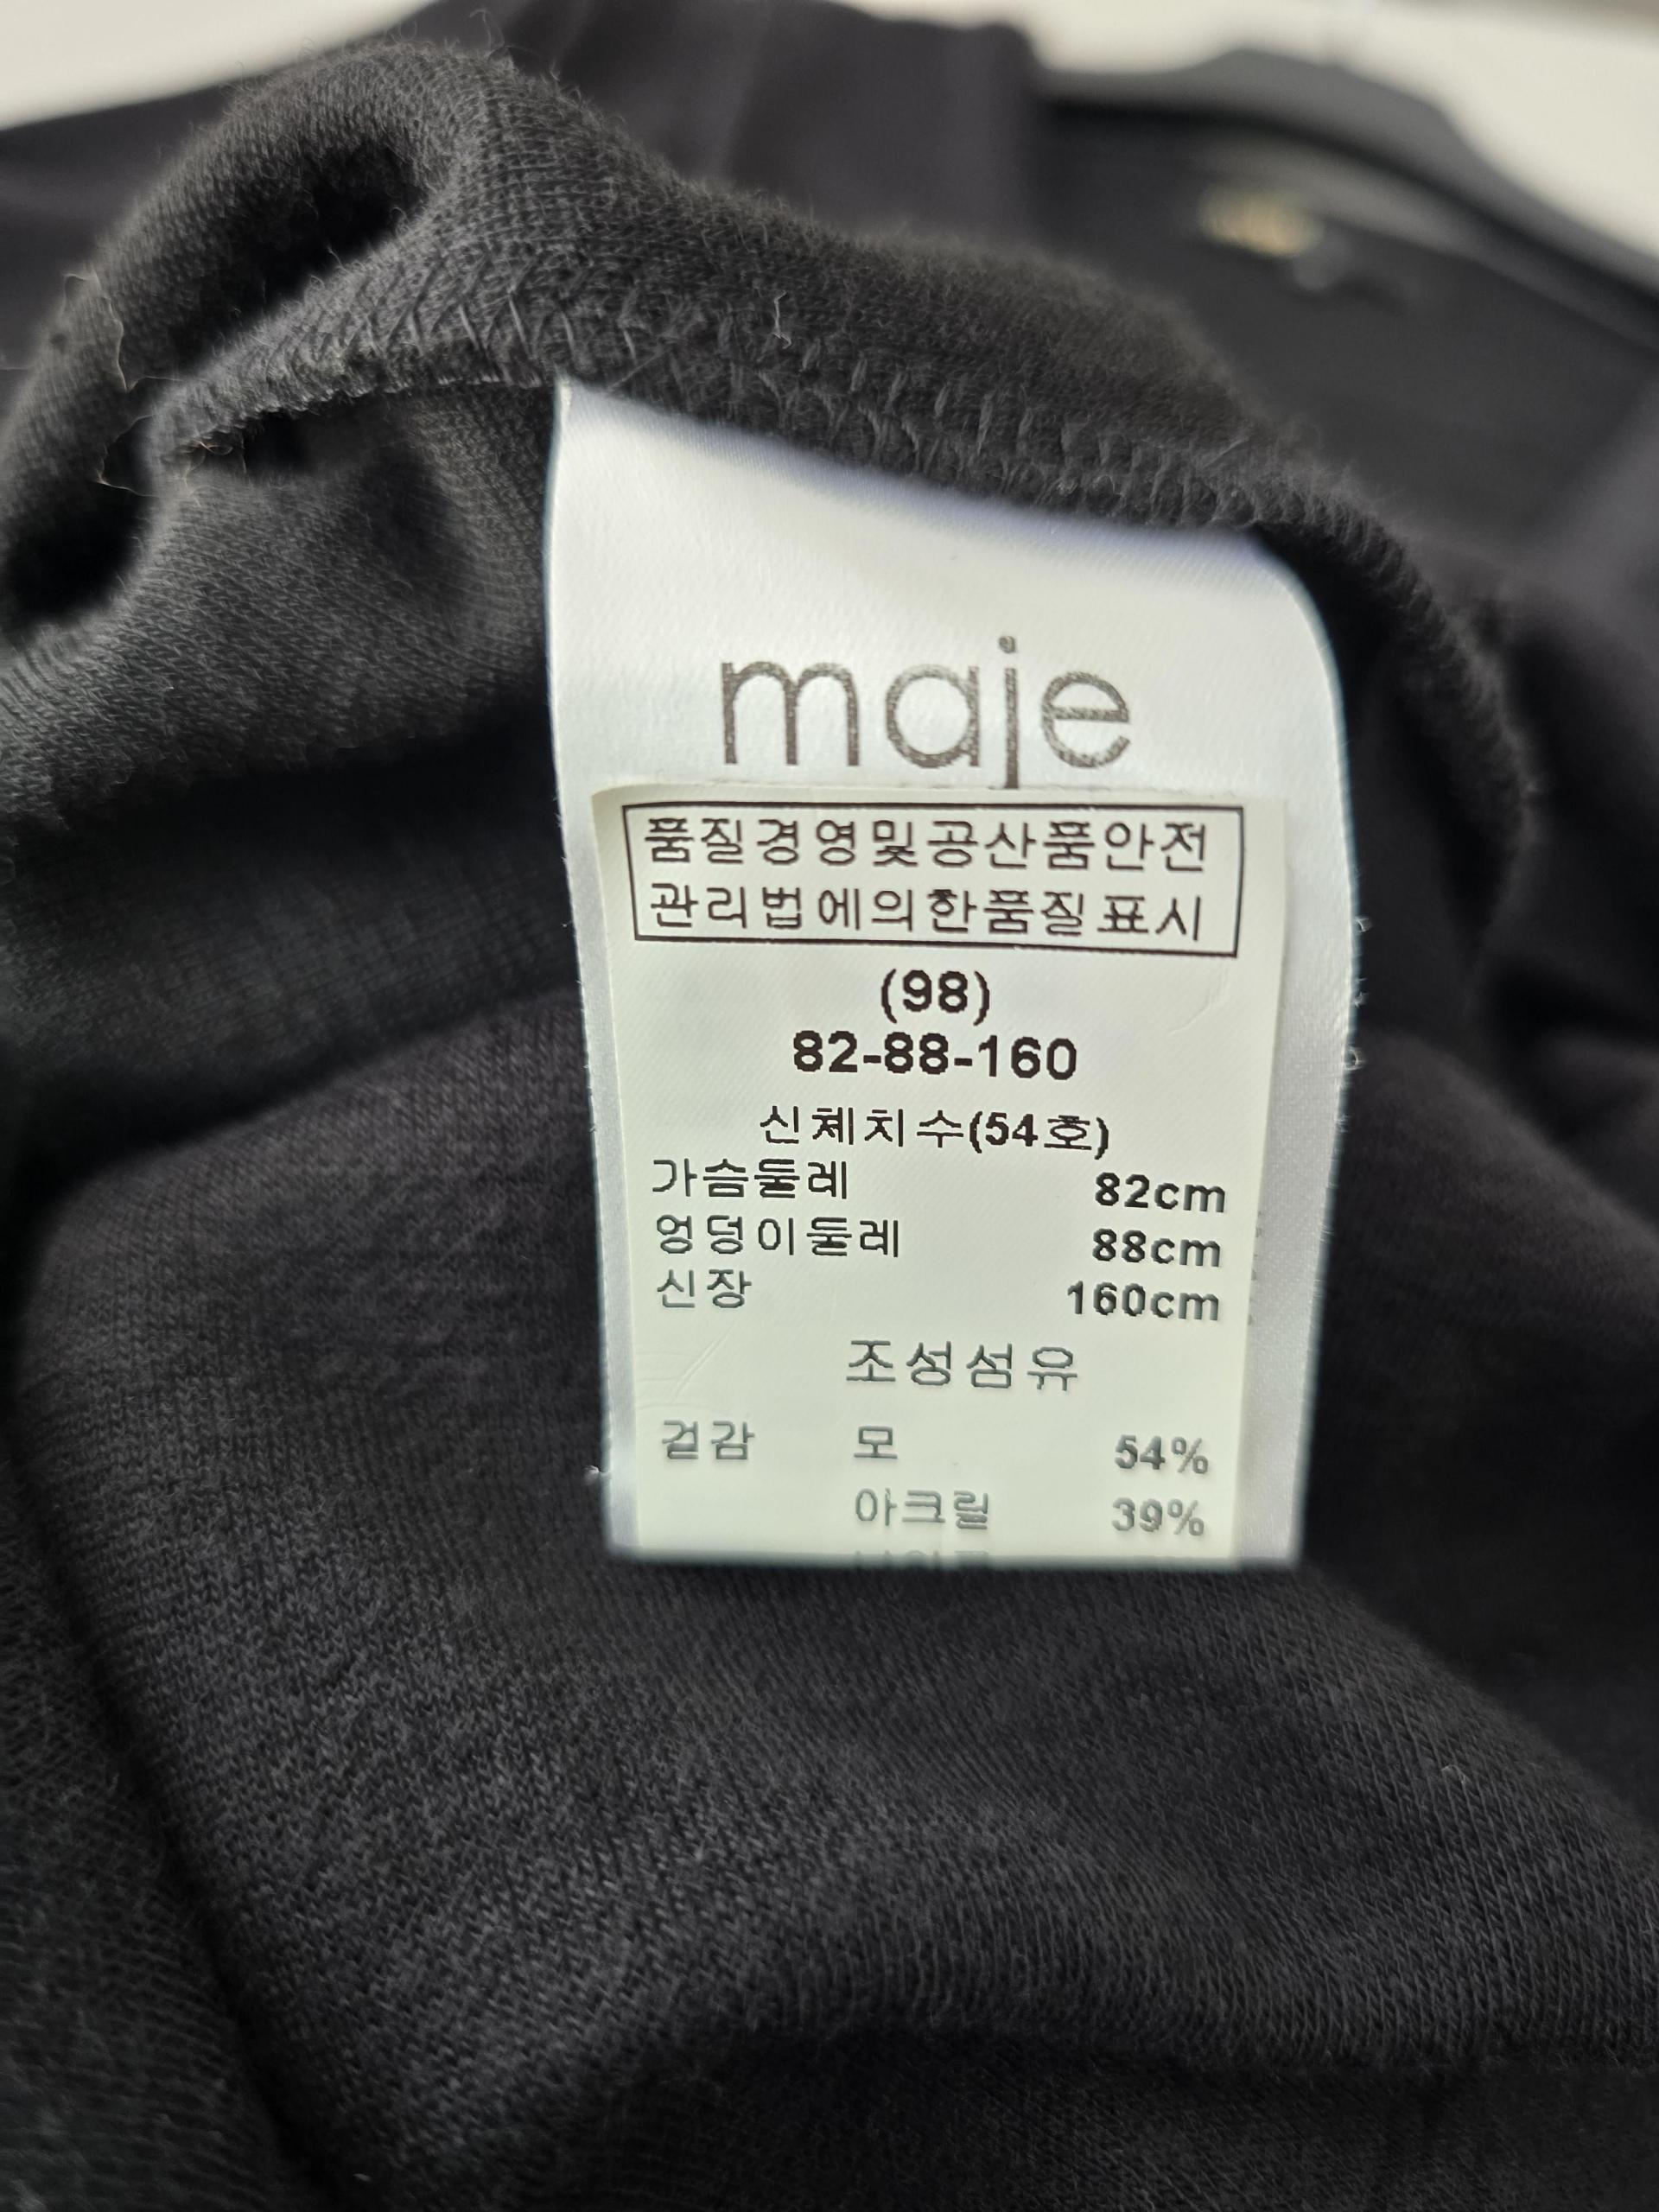 maje
품질경영및공산품안전
관리법에의한품질표시
(98)
82-88-160
신체치수(54호)
가슴둘레 82cm
엉덩이둘레 88cm
신장 160cm
조성섬유
겉감 모 54%
아크릴 39%